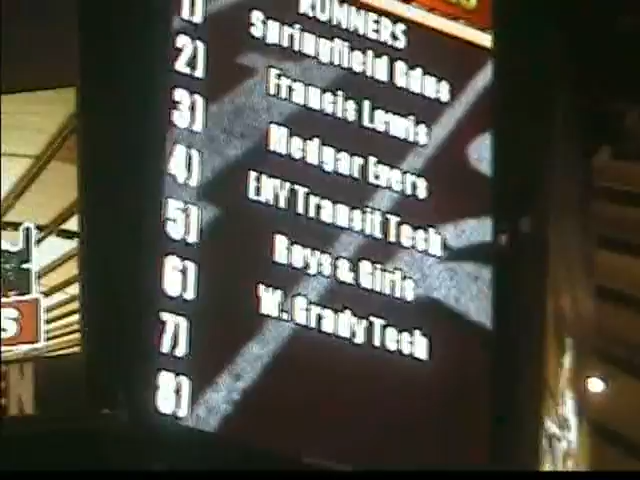 RUNNERS
1) Springfield Gdns
2) Francis Lewis
3) Medgar Evers
4) ENY Transit Tech
5) Boys & Girls
6) W. Grady Tech
7)
8)
S